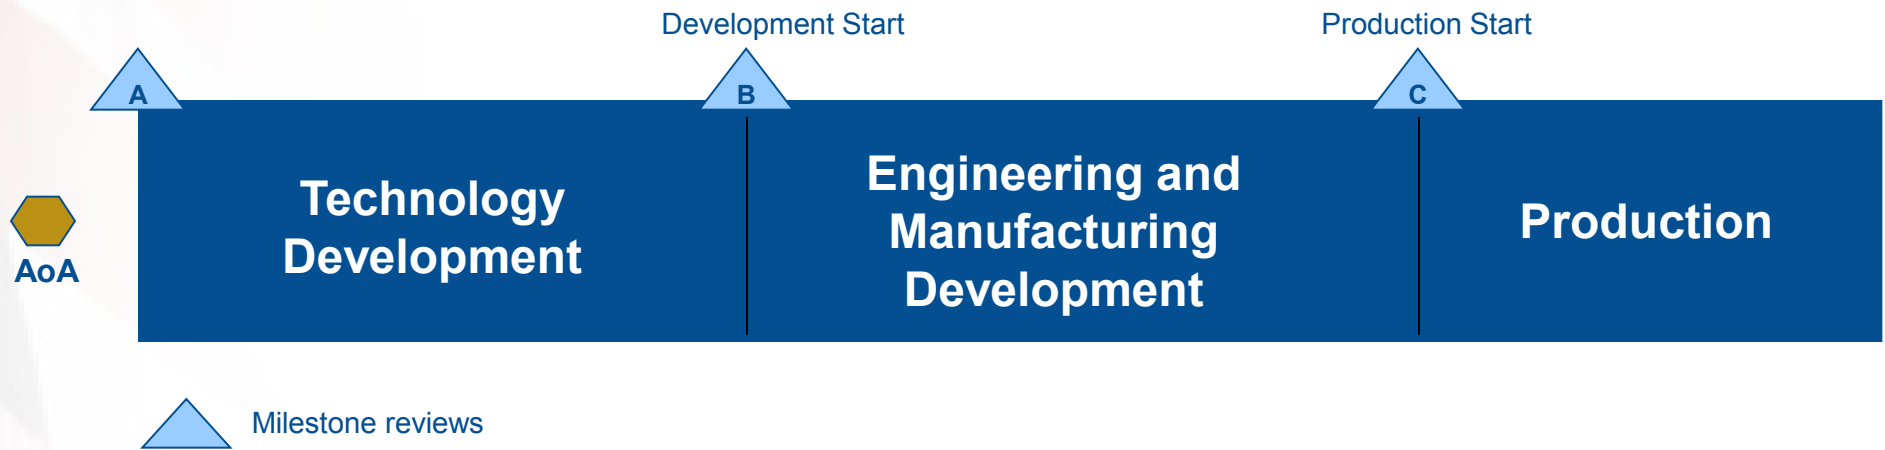 Development Start
Production Start
A
B
C
Technology
Development
Engineering and
Manufacturing
Development
Production
AoA
Milestone reviews